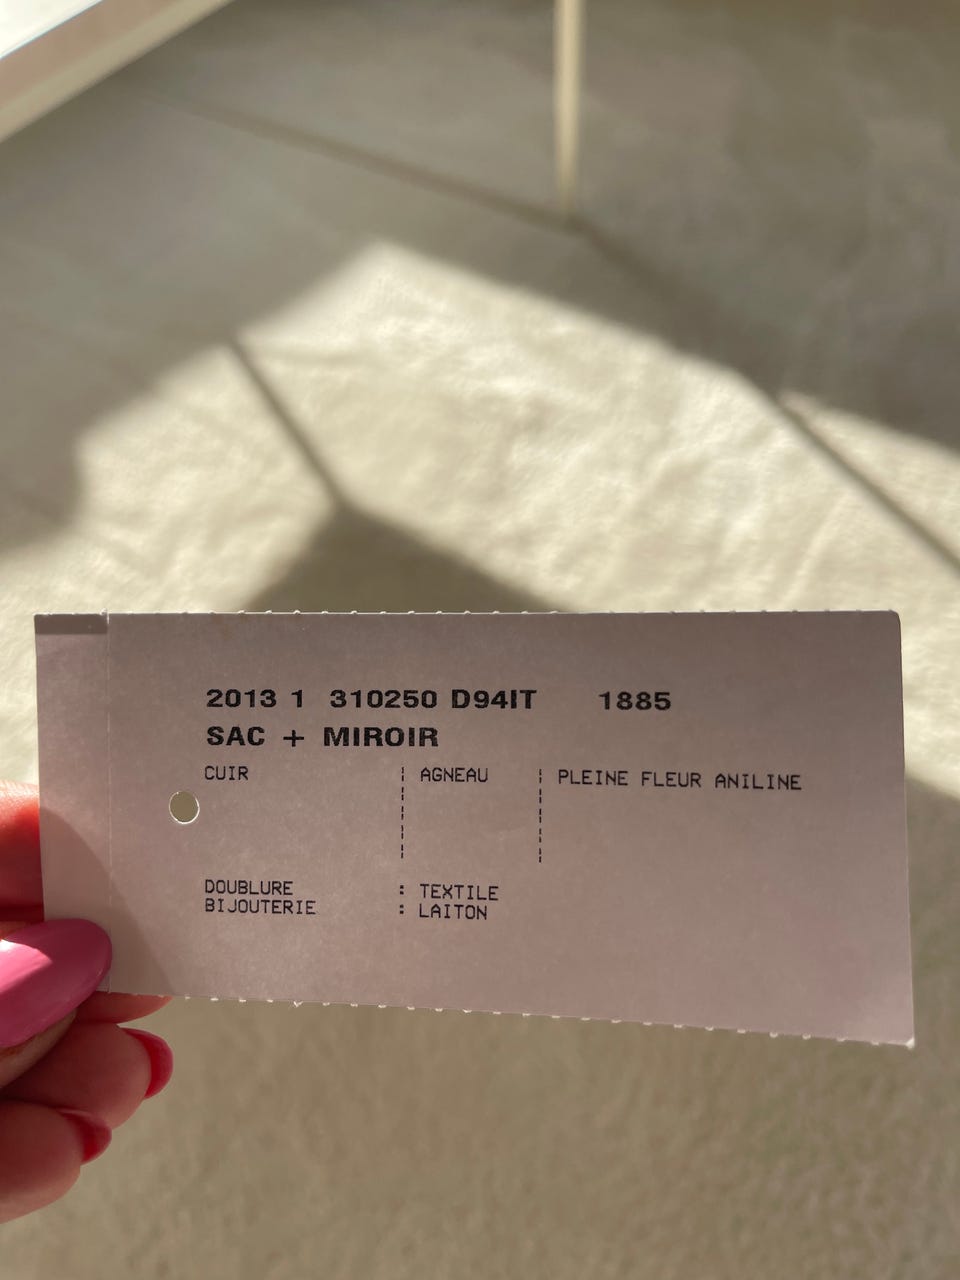 2013 1 310250 D94IT 1885
SAC + MIROIR
CUIR AGNEAU PLEINE FLEUR ANILINE
DOUBLURE : TEXTILE
BIJOUTERIE : LAITON